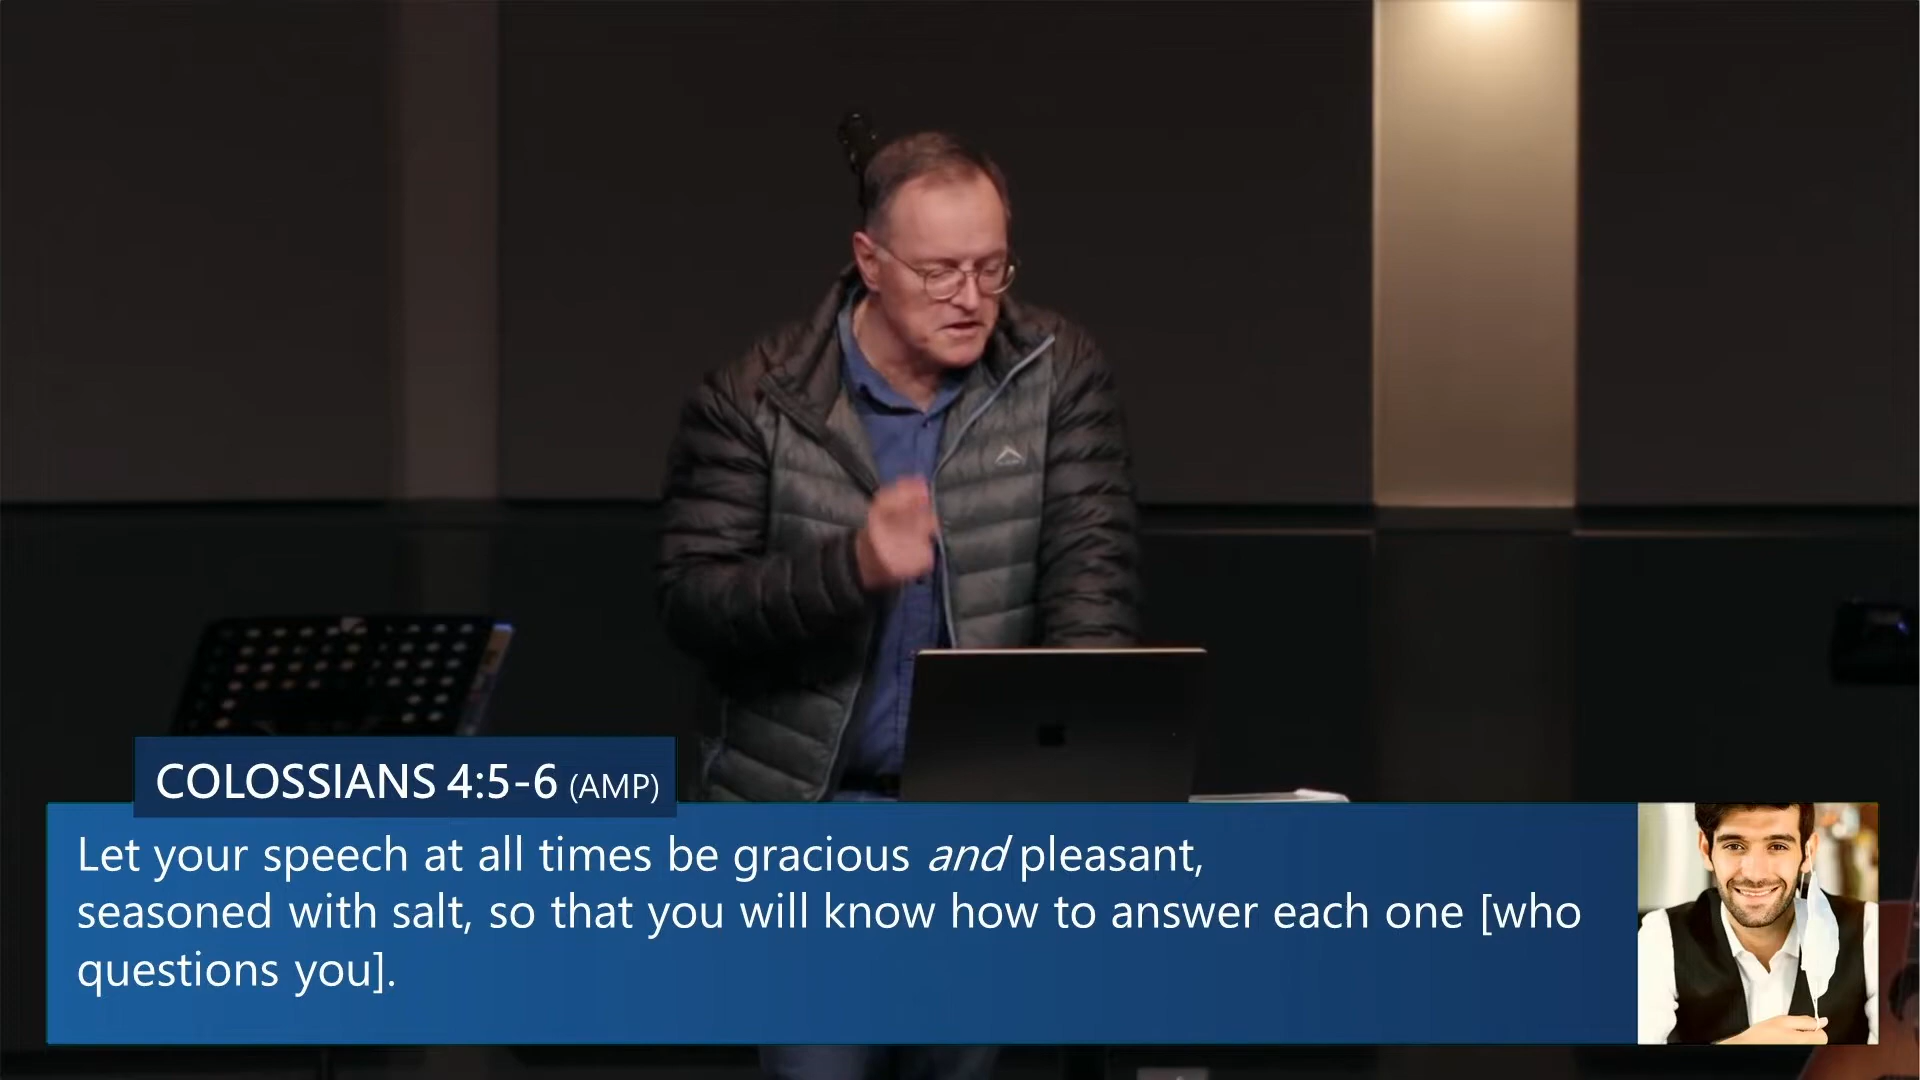 COLOSSIANS 4:5-6 (AMP)
Let your speech at all times be gracious and pleasant,
seasoned with salt, so that you will know how to answer each one [who
questions you].